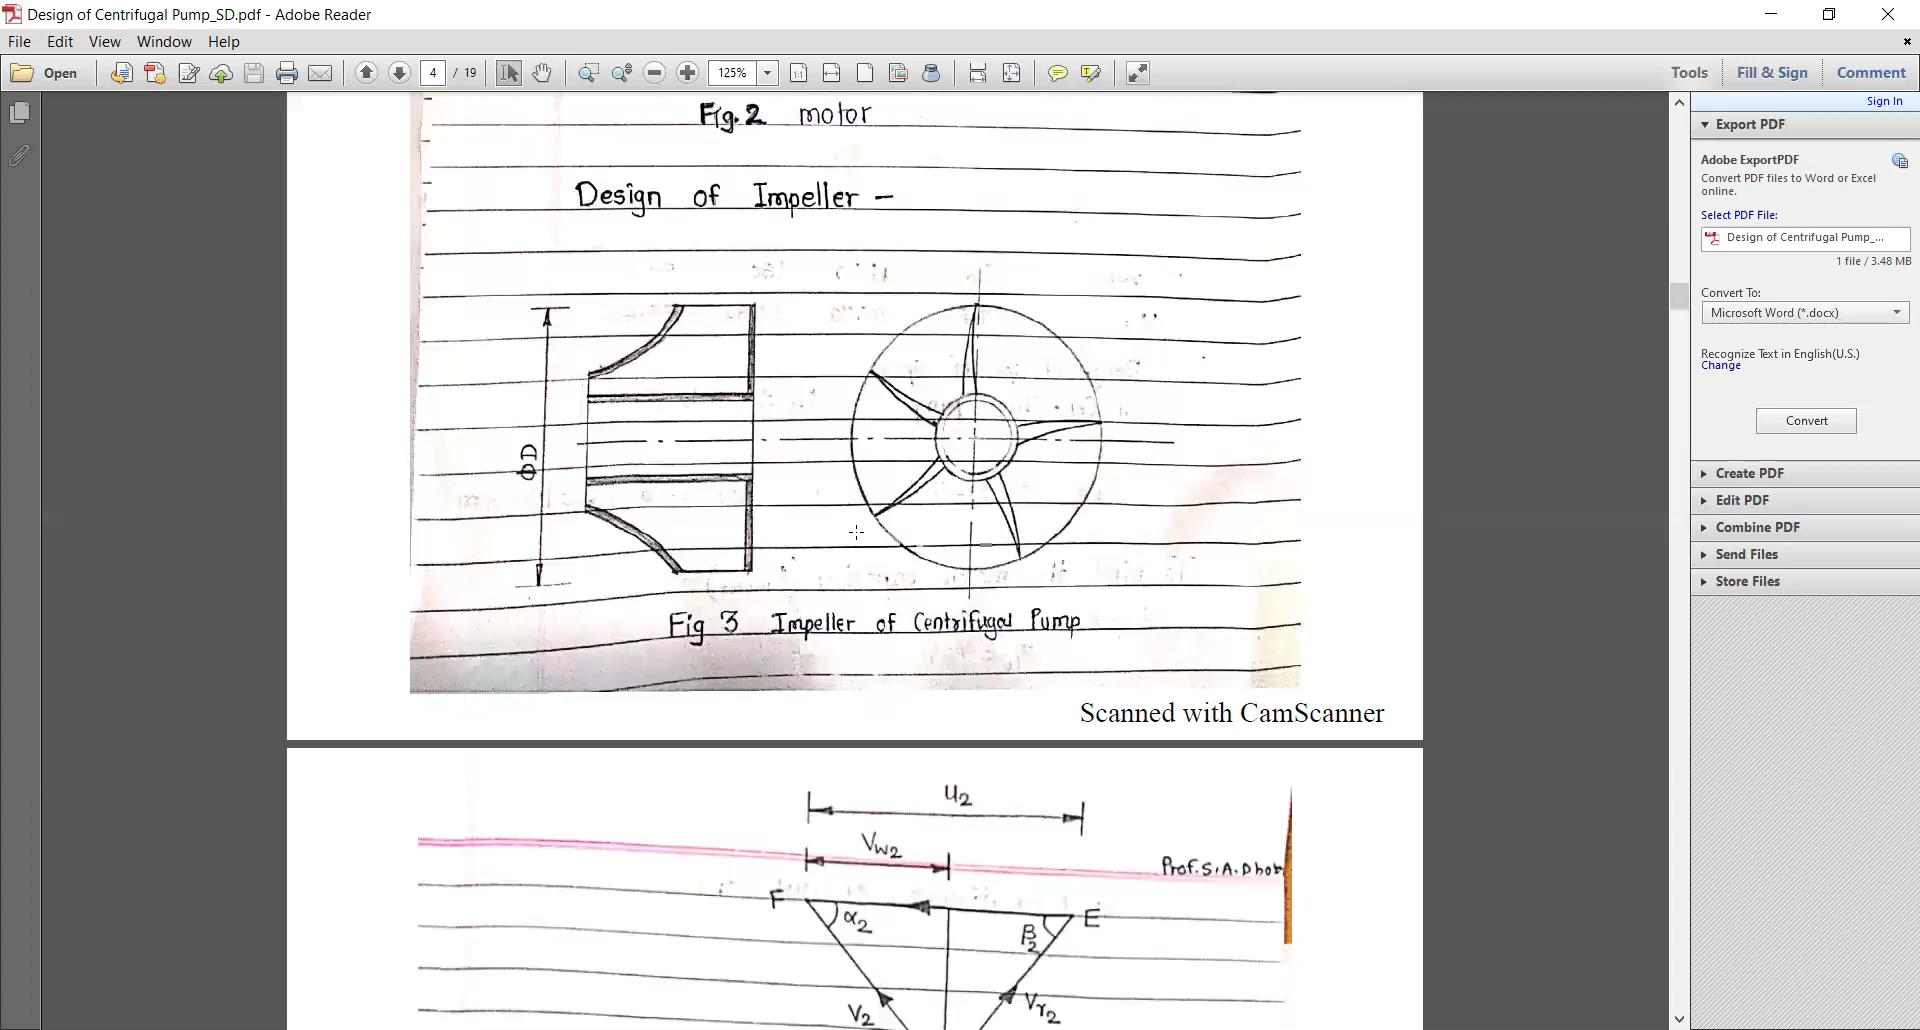 Design of Centrifugal Pump_SD.pdf - Adobe Reader
File Edit View Window Help
Open 4 / 19 125% Tools Fill & Sign Comment
Sign In
Export PDF
Adobe ExportPDF
Convert PDF files to Word or Excel
online.
Select PDF File:
Design of Centrifugal Pump_...
1 file / 3.48 MB
Convert To:
Microsoft Word (*.docx)
Recognize Text in English(U.S.)
Change
Convert
Create PDF
Edit PDF
Combine PDF
Send Files
Store Files
Fig.2 motor
Design of Impeller -
ΦD
Fig 3 Impeller of Centrifugal Pump
Scanned with CamScanner
u2
Vw2
Prof.S.A.Dhob
F α2 β2 E
V2 Vr2